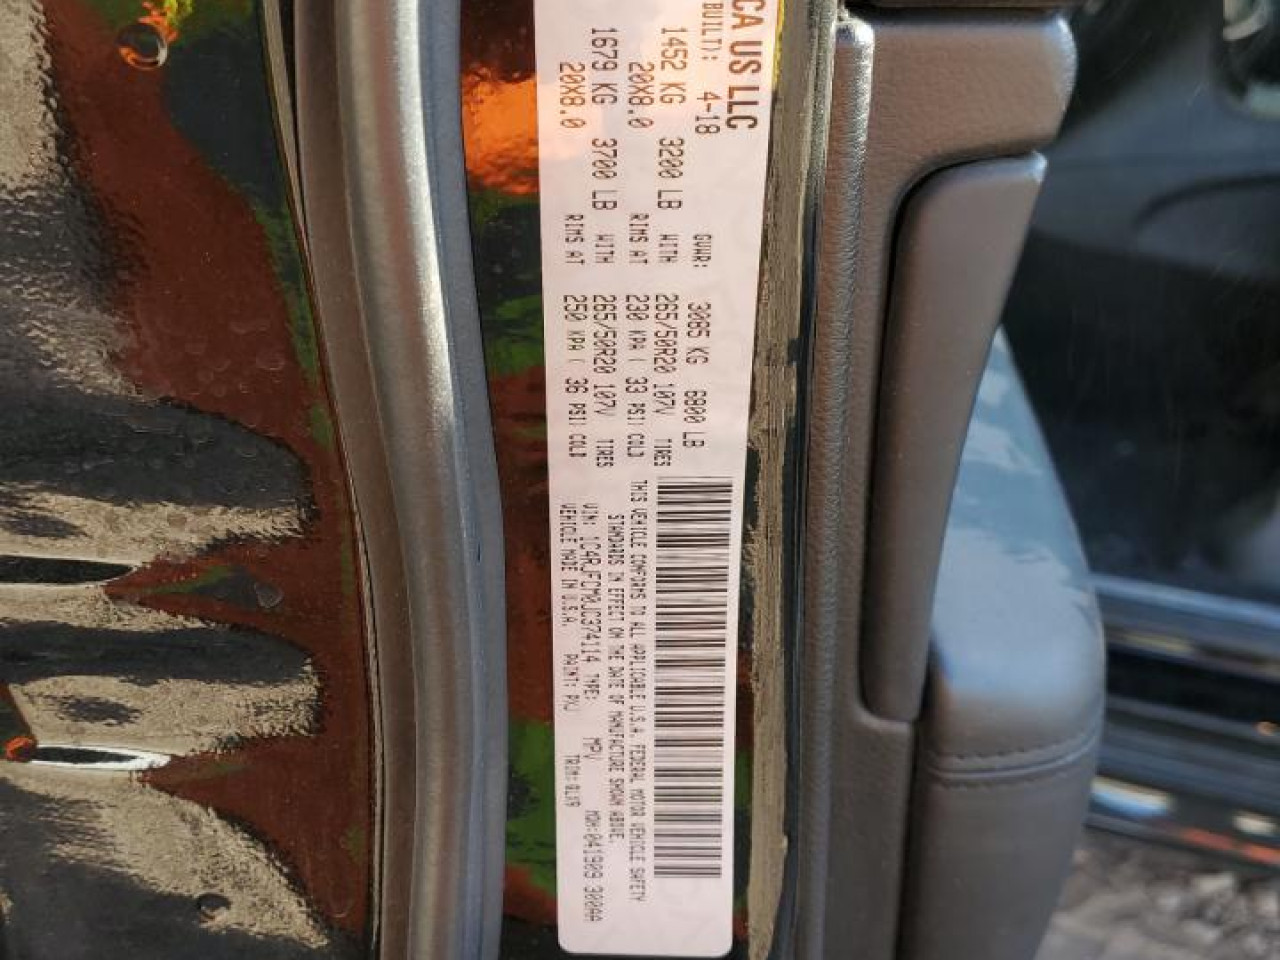 CA US LLC
BUILT): 4-18
GVWR: 3085 KG 6800 LB
1452 KG 3200 LB WITH 265/50R20 107V TIRES
20X8.0 RIMS AT 230 KPA ( 33 PSI) COLD
1679 KG 3700 LB WITH 265/50R20 107V TIRES
20X8.0 RIMS AT 250 KPA ( 36 PSI) COLD
THIS VEHICLE CONFORMS TO ALL APPLICABLE U.S.A. FEDERAL MOTOR VEHICLE SAFETY
STANDARDS IN EFFECT ON THE DATE OF MANUFACTURE SHOWN ABOVE.
VIN: 1C4RJFCM0JC374114 TYPE: MPV MDH:041909 300AA
VEHICLE MADE IN U.S.A. PAINT: PXJ TRIM: